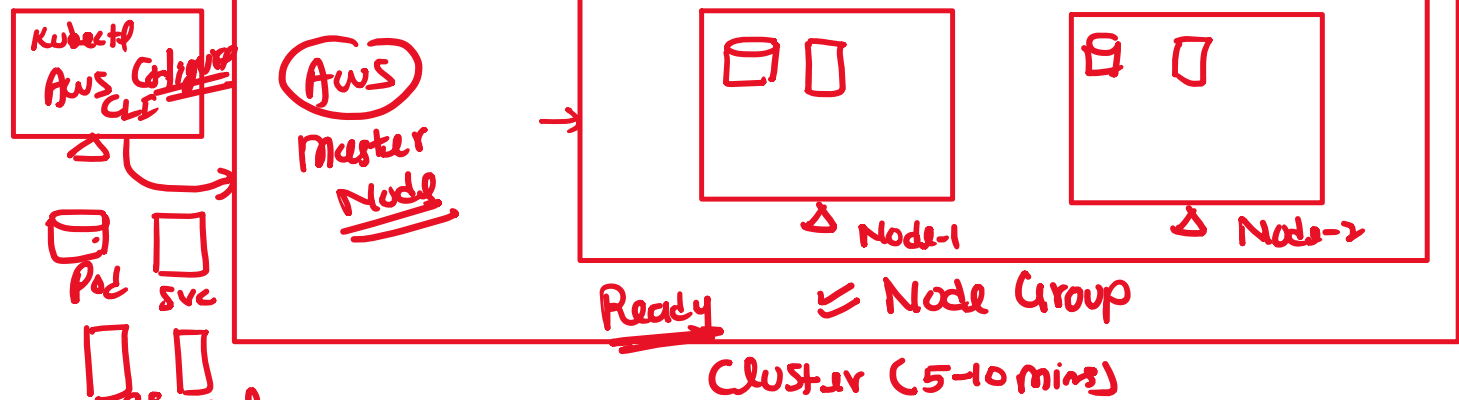 Kubectl
AWS Configure
CLI
AWS
Master
Node
Node-1
Node-2
Pod
svc
Ready
Node Group
Cluster (5-10 mins)